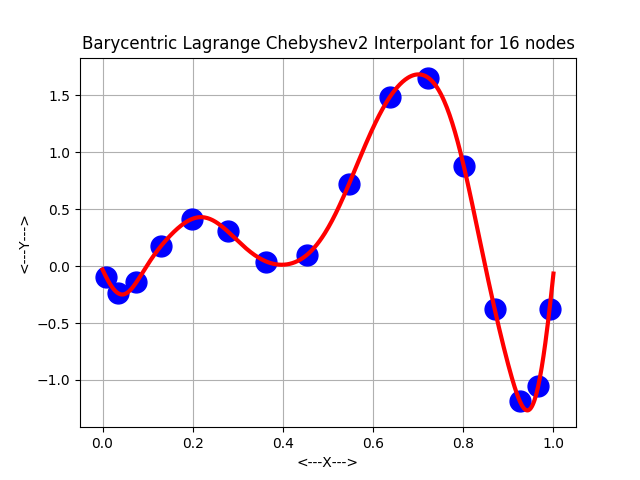 Barycentric Lagrange Chebyshev2 Interpolant for 16 nodes
1.5
1.0
0.5
0.0
−0.5
−1.0
<---Y--->
0.0 0.2 0.4 0.6 0.8 1.0
<---X--->